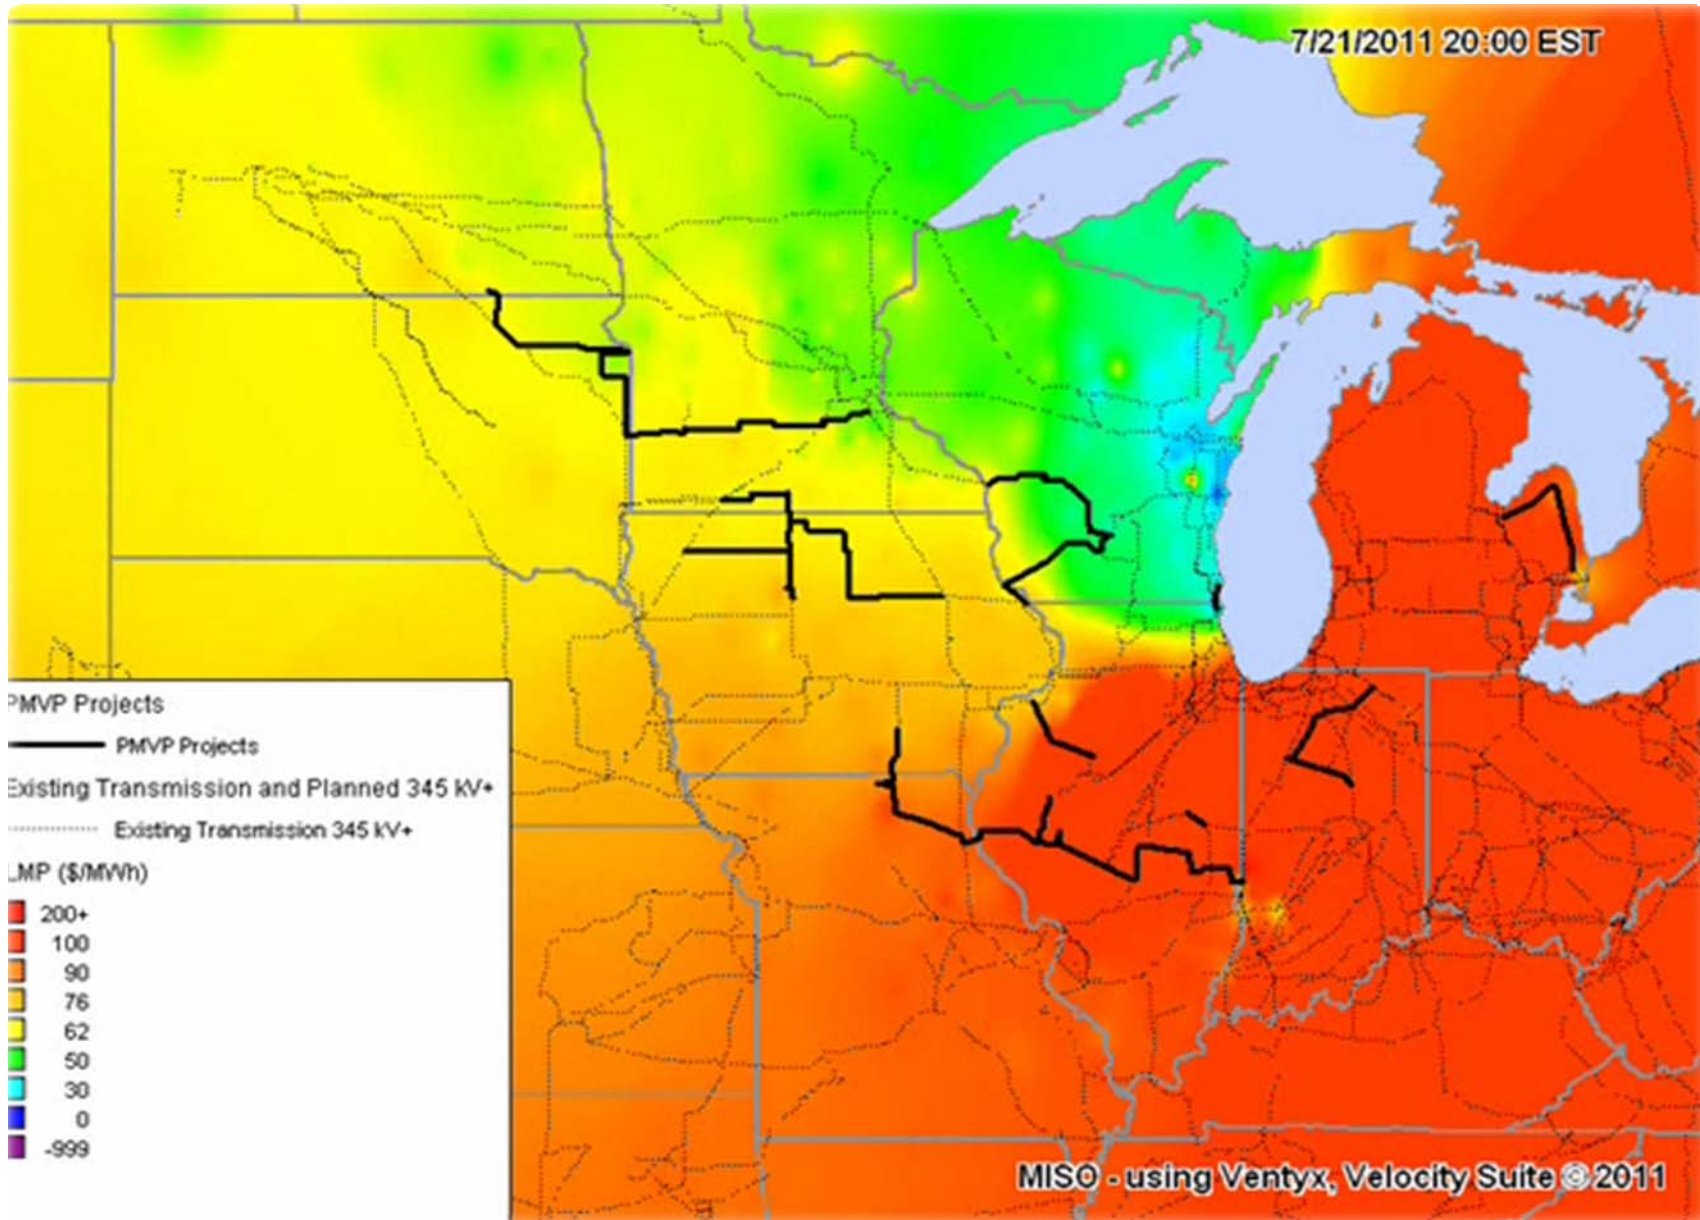 7/21/2011 20:00 EST
PMVP Projects
PMVP Projects
Existing Transmission and Planned 345 kV+
Existing Transmission 345 kV+
LMP ($/MWh)
200+
100
90
76
62
50
30
0
-999
MISO - using Ventyx, Velocity Suite © 2011